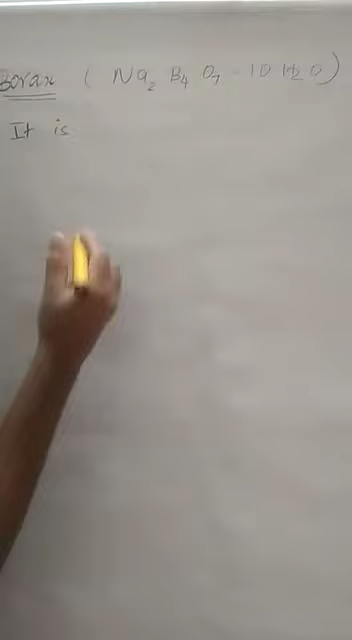 Borax ( Na₂ B₄ O₇ - 10 H₂O )
It is